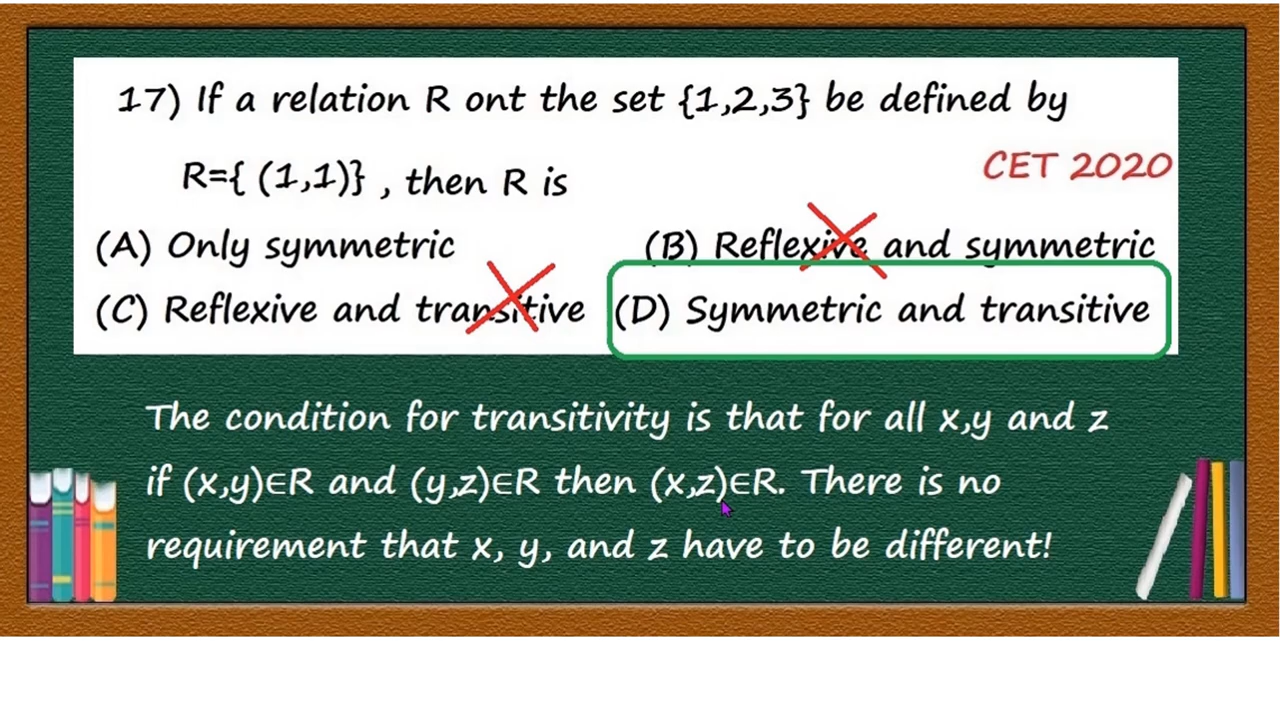 17) If a relation R ont the set {1,2,3} be defined by
CET 2020
R={ (1,1)} , then R is
(A) Only symmetric (B) Reflexive and symmetric
(C) Reflexive and transitive (D) Symmetric and transitive
The condition for transitivity is that for all x,y and z
if (x,y)∈R and (y,z)∈R then (x,z)∈R. There is no
requirement that x, y, and z have to be different!